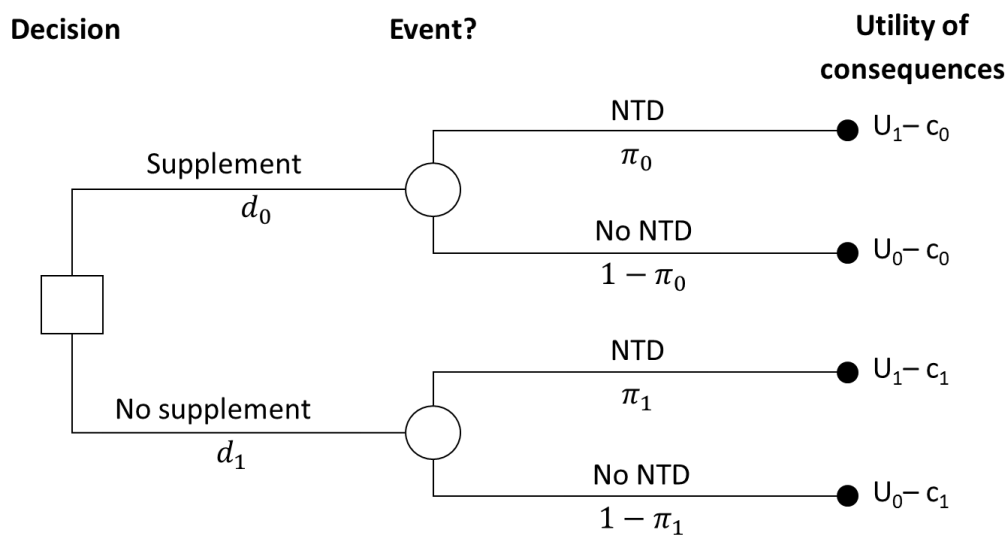 Decision
Event?
Utility of
consequences
NTD
π₀
U₁– c₀
Supplement
d₀
No NTD
1 − π₀
U₀– c₀
NTD
π₁
U₁– c₁
No supplement
d₁
No NTD
1 − π₁
U₀– c₁